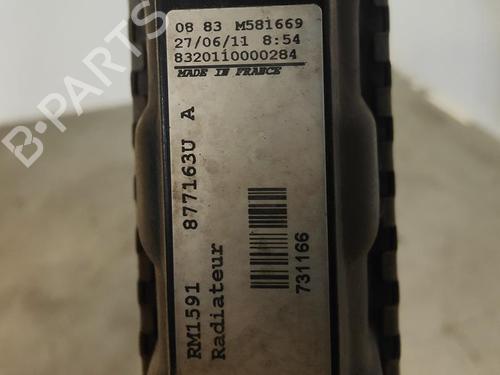 08 83 M581669
27/06/11 8:54
8320110000284
MADE IN FRANCE
RM1591 877163U A
Radiateur
731166
B-PARTS